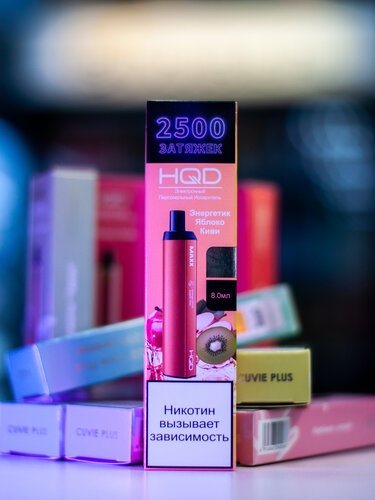 2500
ЗАТЯЖЕК
HQD
Электронный
Персональный Испаритель
Энергетик
Яблоко
Киви
MAXX
8.0мл
HQD
Никотин
вызывает
зависимость
CUVIE PLUS
CUVIE PLUS
CUVIE PLUS